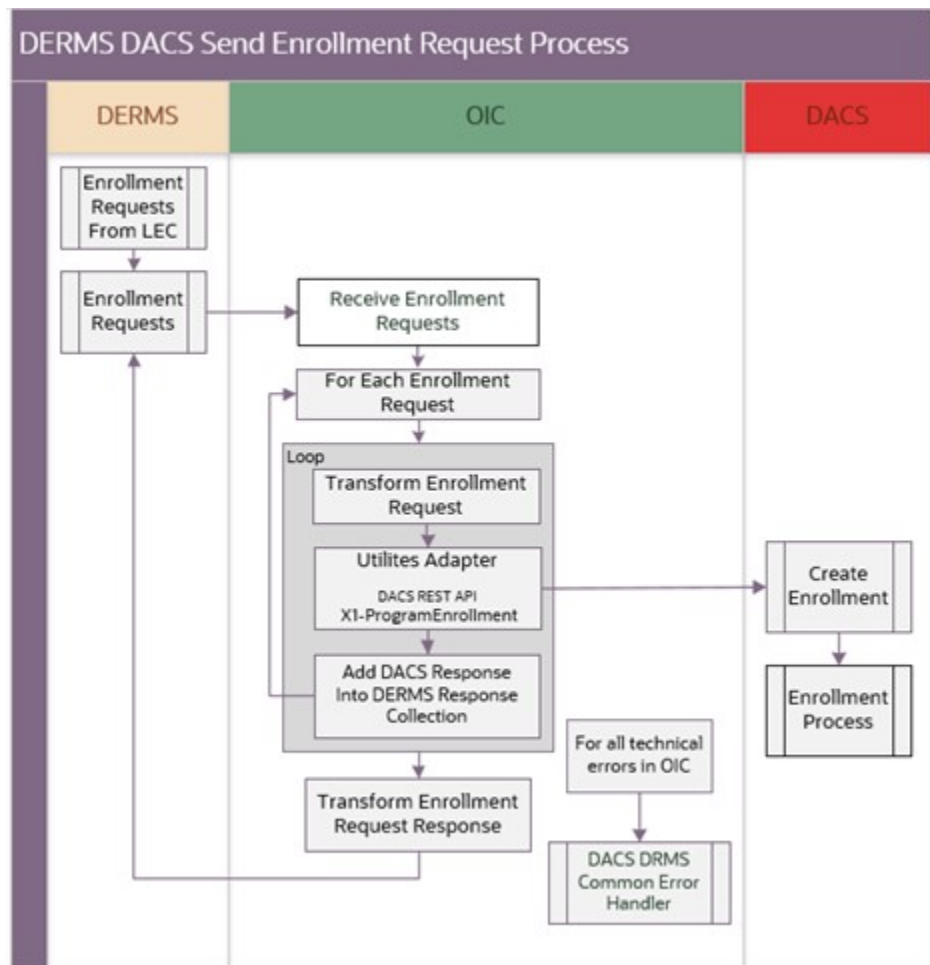 DERMS DACS Send Enrollment Request Process
DERMS
OIC
DACS
Enrollment
Requests
From LEC
Enrollment
Requests
Receive Enrollment
Requests
For Each Enrollment
Request
Loop
Transform Enrollment
Request
Utilites Adapter
DACS REST API
X1-ProgramEnrollment
Create
Enrollment
Add DACS Response
Into DERMS Response
Collection
Enrollment
Process
For all technical
errors in OIC
Transform Enrollment
Request Response
DACS DRMS
Common Error
Handler